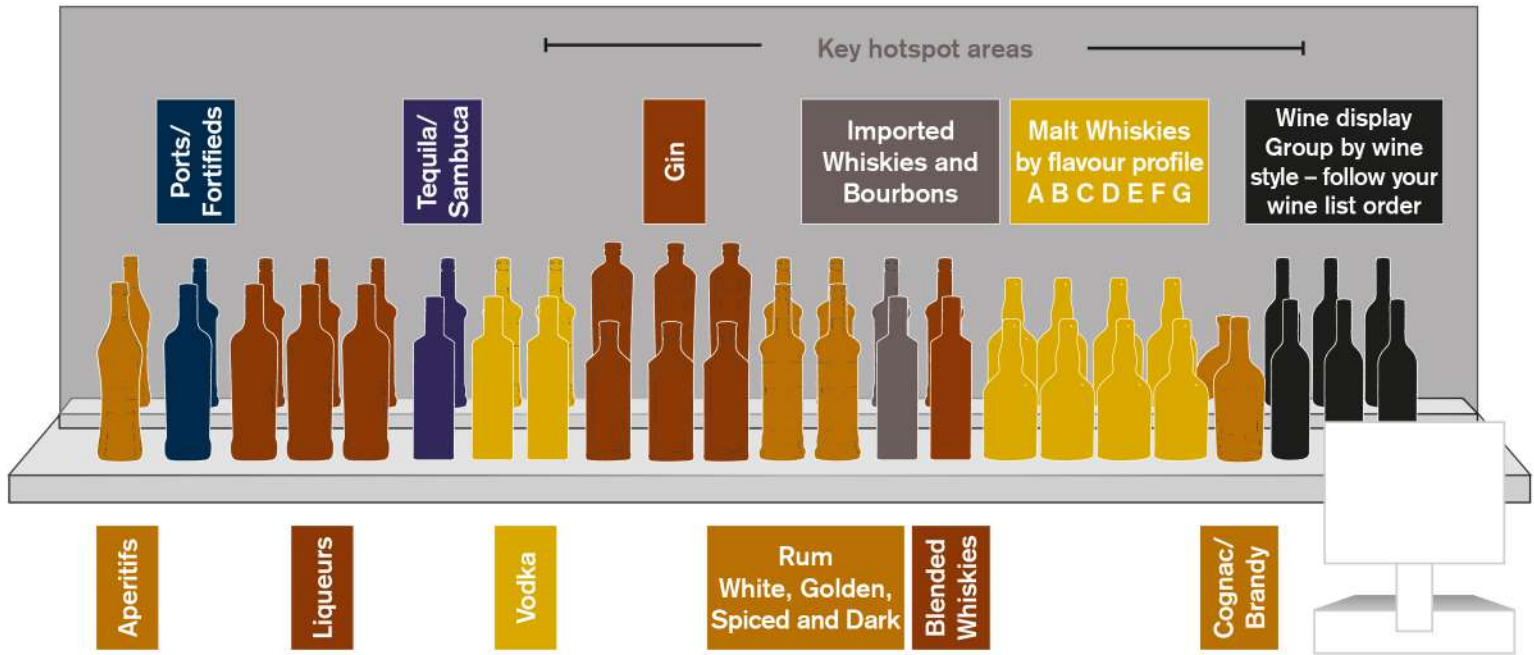 Key hotspot areas
Ports/
Fortifieds
Tequila/
Sambuca
Gin
Imported
Whiskies and
Bourbons
Malt Whiskies
by flavour profile
A B C D E F G
Wine display
Group by wine
style – follow your
wine list order
Aperitifs
Liqueurs
Vodka
Rum
White, Golden,
Spiced and Dark
Blended
Whiskies
Cognac/
Brandy